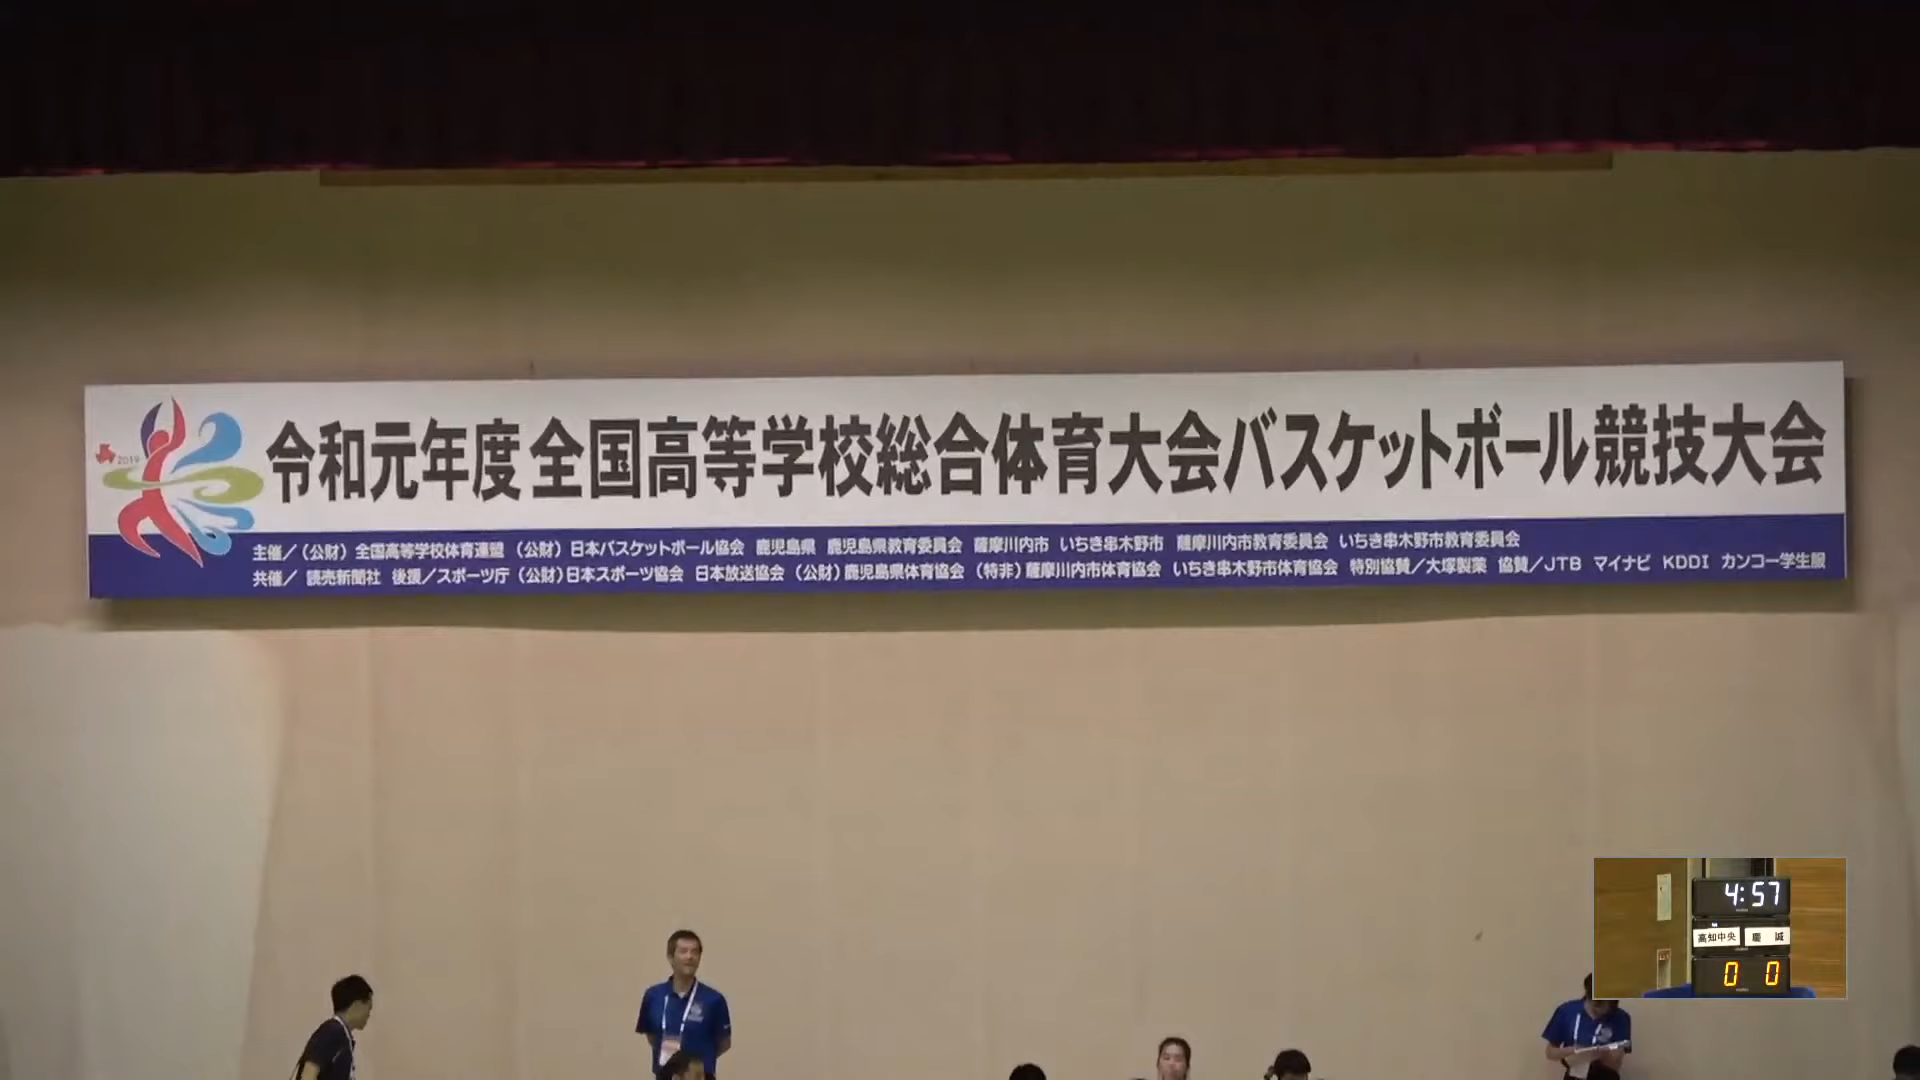 令和元年度全国高等学校総合体育大会バスケットボール競技大会
2019
主催／（公財）全国高等学校体育連盟 （公財）日本バスケットボール協会 鹿児島県 鹿児島県教育委員会 薩摩川内市 いちき串木野市 薩摩川内市教育委員会 いちき串木野市教育委員会
共催／ 読売新聞社 後援／スポーツ庁 （公財）日本スポーツ協会 日本放送協会 （公財）鹿児島県体育協会 （特非）薩摩川内市体育協会 いちき串木野市体育協会 特別協賛／大塚製薬 協賛／JTB マイナビ KDDI カンコー学生服
4:57
高知中央 慶 誠
0 0